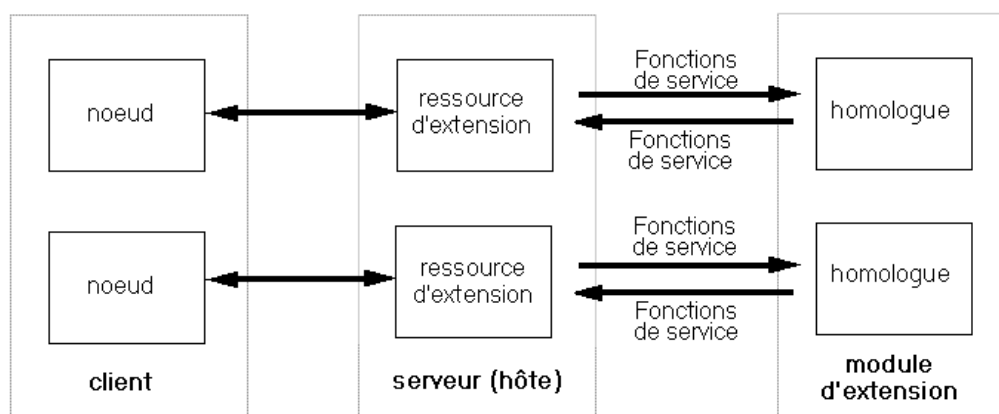 Fonctions
de service
noeud
ressource
d'extension
homologue
Fonctions
de service
Fonctions
de service
noeud
ressource
d'extension
homologue
Fonctions
de service
client
serveur (hôte)
module
d'extension